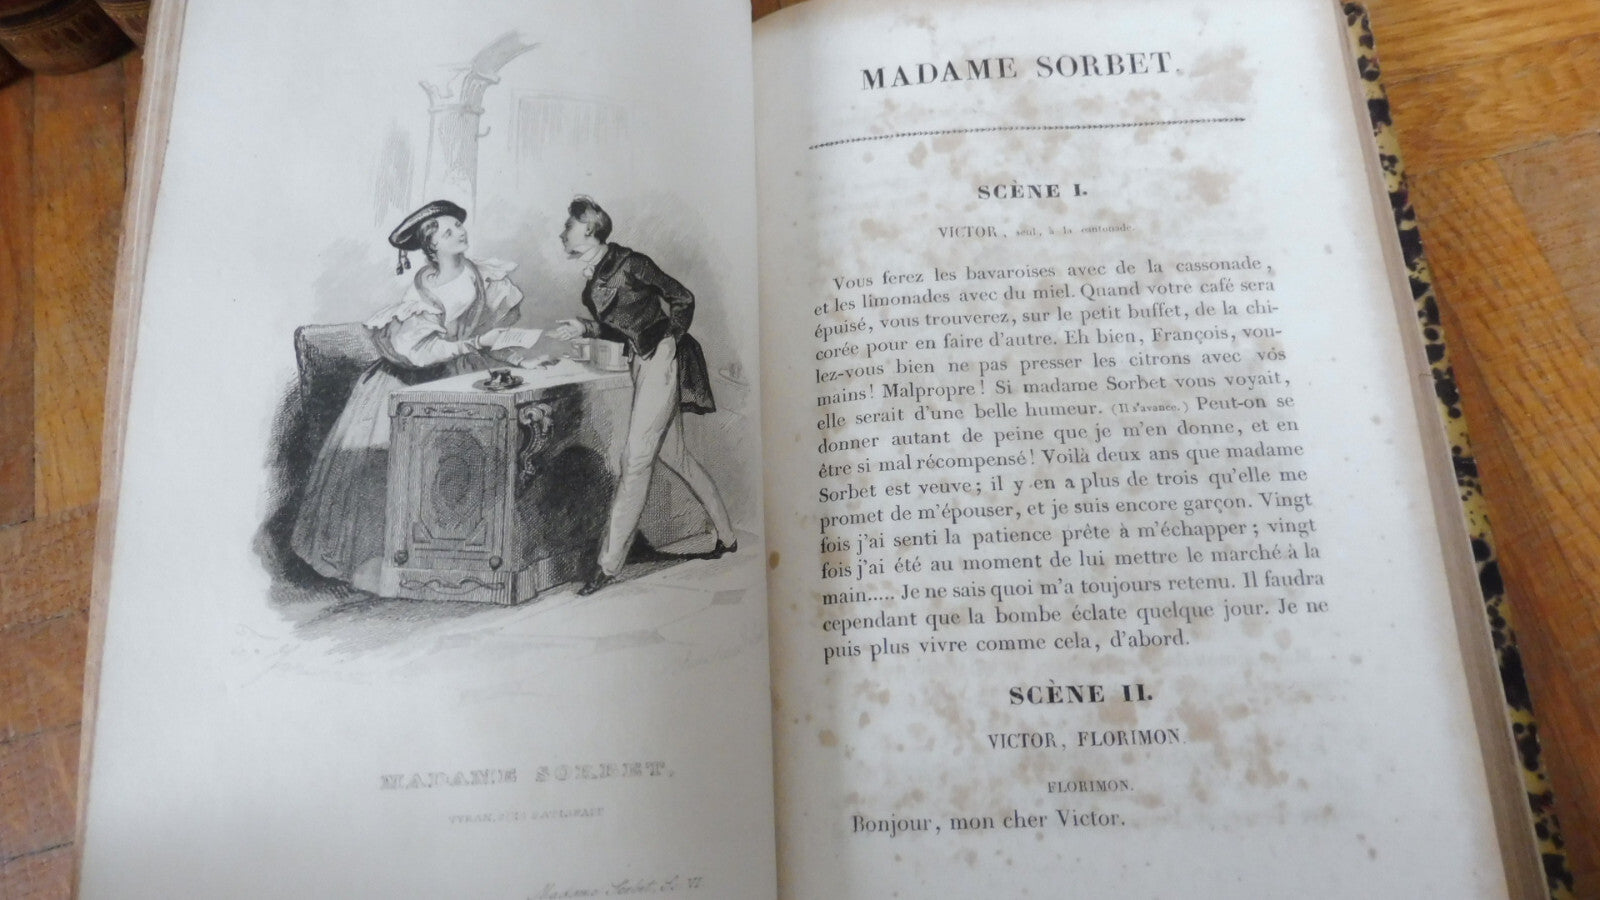 MADAME SORBET.
Madame Sorbet, S. VI
MADAME SORBET.
SCÈNE I.
VICTOR, seul, à la cantonade.
Vous ferez les bavaroises avec de la cassonade,
et les limonades avec du miel. Quand votre café sera
épuisé, vous trouverez, sur le petit buffet, de la chi-
corée pour en faire d'autre. Eh bien, François, vou-
lez-vous bien ne pas presser les citrons avec vos
mains! Malpropre! Si madame Sorbet vous voyait,
elle serait d'une belle humeur. (Il s'avance.) Peut-on se
donner autant de peine que je m'en donne, et en
être si mal récompensé! Voilà deux ans que madame
Sorbet est veuve; il y en a plus de trois qu'elle me
promet de m'épouser, et je suis encore garçon. Vingt
fois j'ai senti la patience prête à m'échapper; vingt
fois j'ai été au moment de lui mettre le marché à la
main..... Je ne sais quoi m'a toujours retenu. Il faudra
cependant que la bombe éclate quelque jour. Je ne
puis plus vivre comme cela, d'abord.
SCÈNE II.
VICTOR, FLORIMON.
FLORIMON.
Bonjour, mon cher Victor.